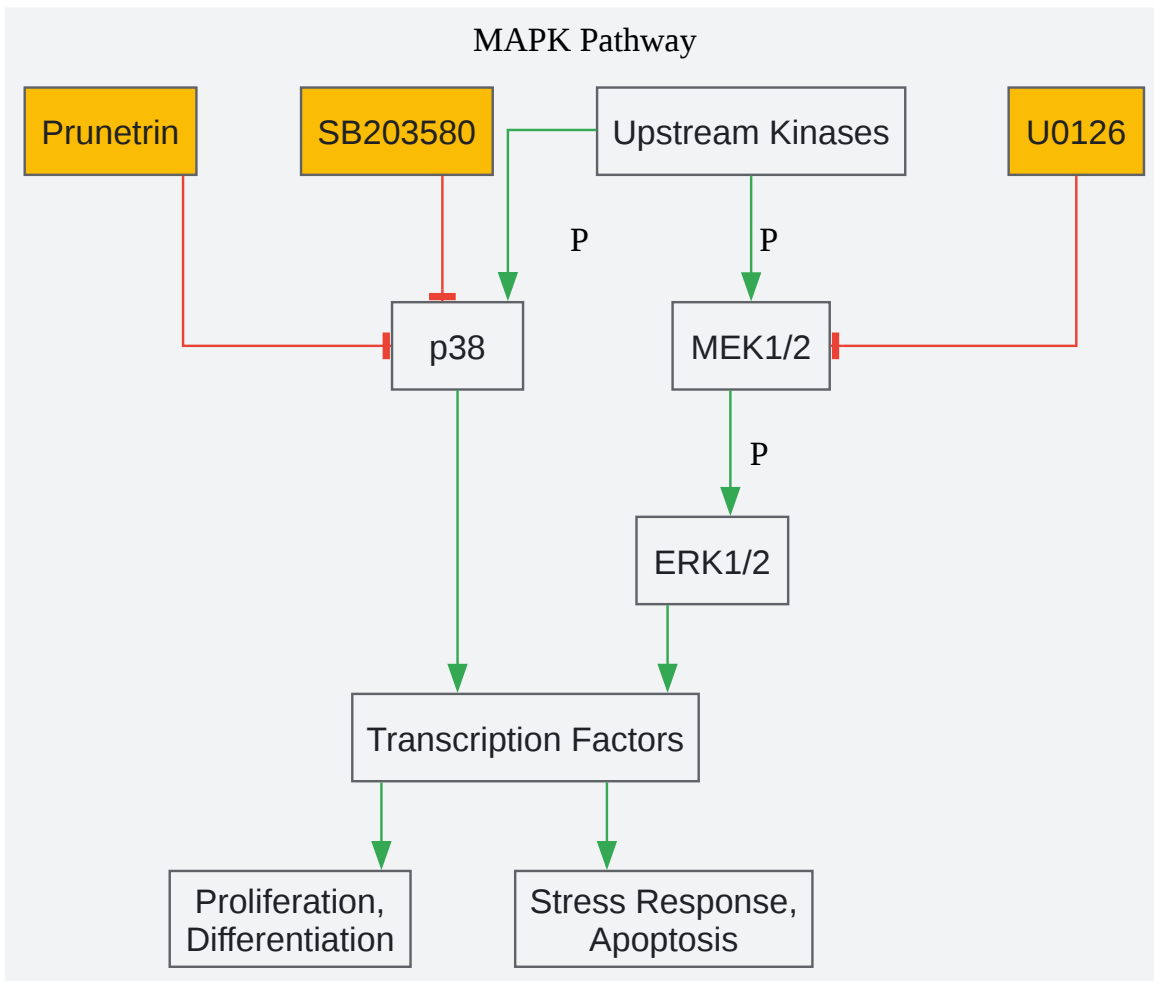 MAPK Pathway
Prunetrin
SB203580
Upstream Kinases
U0126
P
P
p38
MEK1/2
P
ERK1/2
Transcription Factors
Proliferation,
Differentiation
Stress Response,
Apoptosis